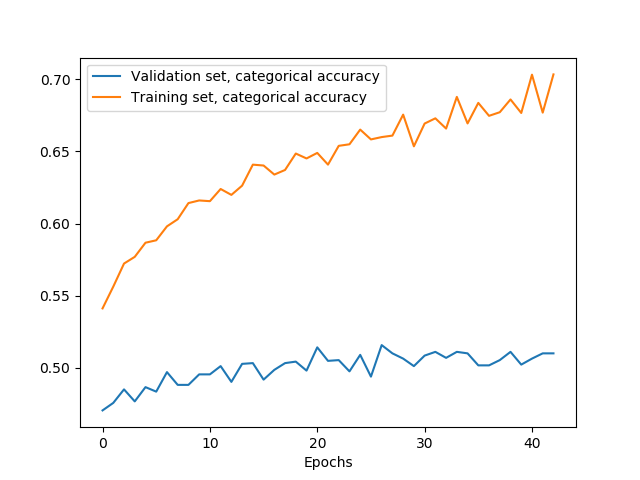 Validation set, categorical accuracy
Training set, categorical accuracy
0.70
0.65
0.60
0.55
0.50
0 10 20 30 40
Epochs